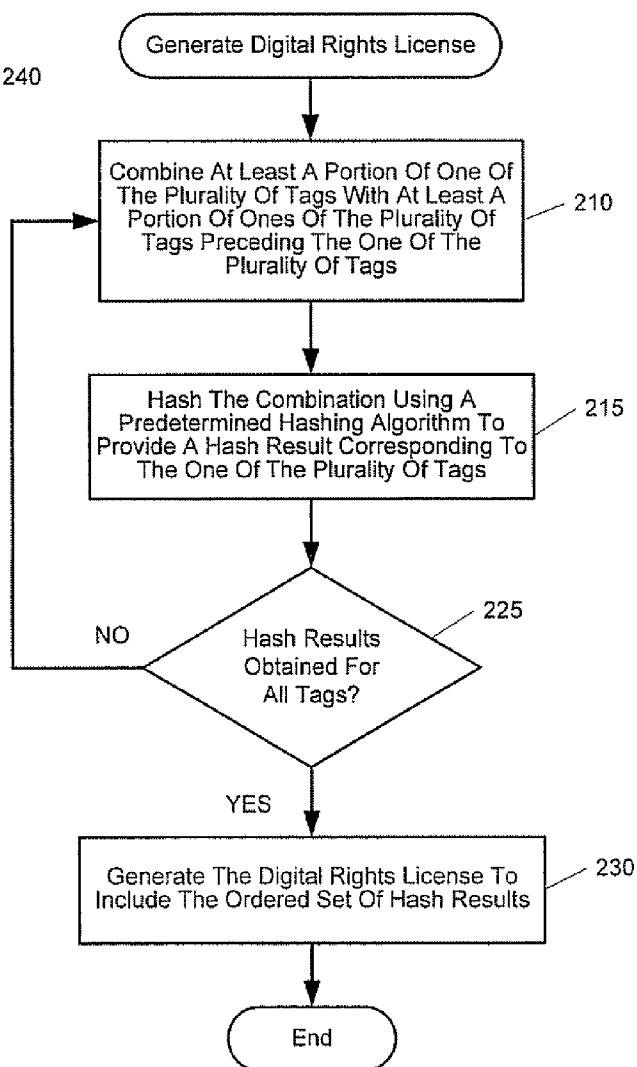 Generate Digital Rights License
240
Combine At Least A Portion Of One Of
The Plurality Of Tags With At Least A
Portion Of Ones Of The Plurality Of
Tags Preceding The One Of The
Plurality Of Tags
210
Hash The Combination Using A
Predetermined Hashing Algorithm To
Provide A Hash Result Corresponding To
The One Of The Plurality Of Tags
215
225
NO
Hash Results
Obtained For
All Tags?
YES
Generate The Digital Rights License To
Include The Ordered Set Of Hash Results
230
End